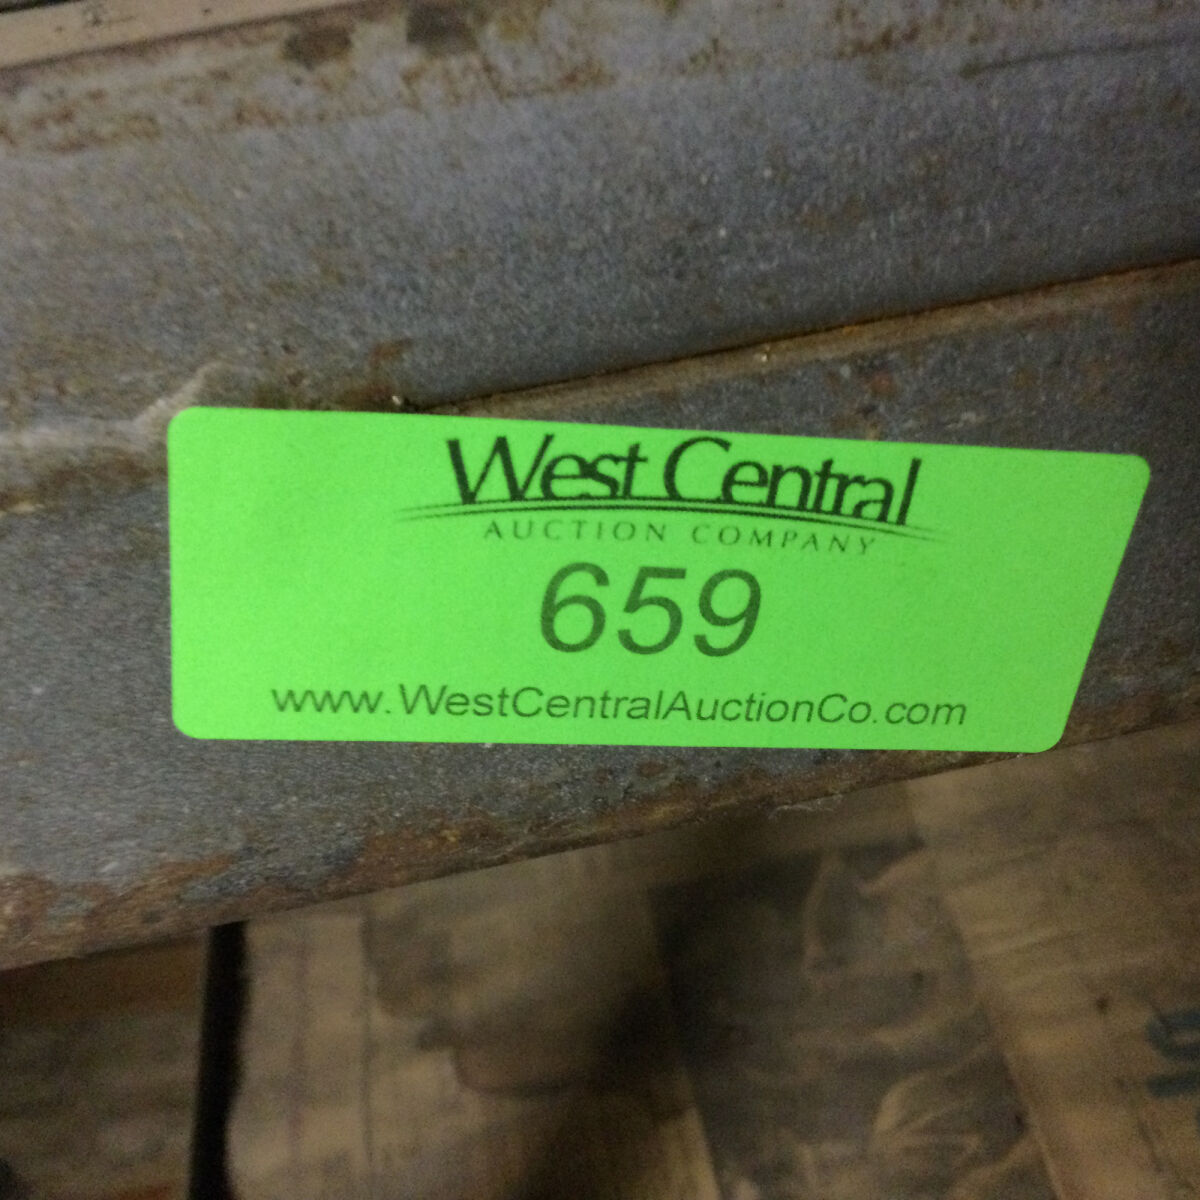 West Central
AUCTION COMPANY
659
www.WestCentralAuctionCo.com